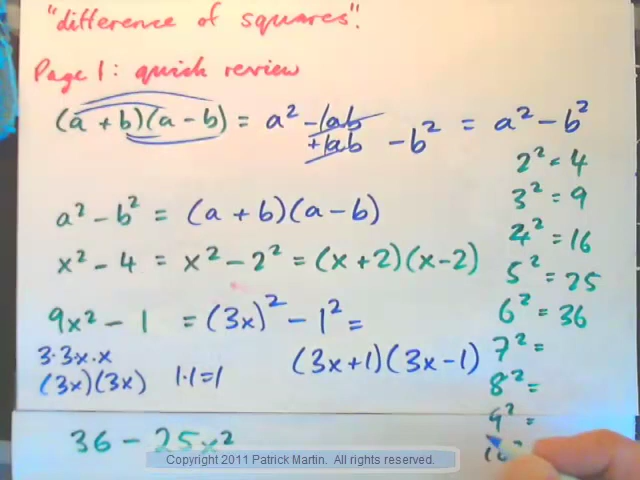 "difference of squares".
Page 1: quick review
(a + b)(a - b) = a² - 1ab + 1ab - b² = a² - b²
2² = 4
3² = 9
a² - b² = (a + b)(a - b)
4² = 16
x² - 4 = x² - 2² = (x + 2)(x - 2)
5² = 25
6² = 36
9x² - 1 = (3x)² - 1² =
7² =
3·3x·x
(3x + 1)(3x - 1)
(3x)(3x) 1·1 = 1
8² =
9² =
36 - 25x²
Copyright 2011 Patrick Martin. All rights reserved.